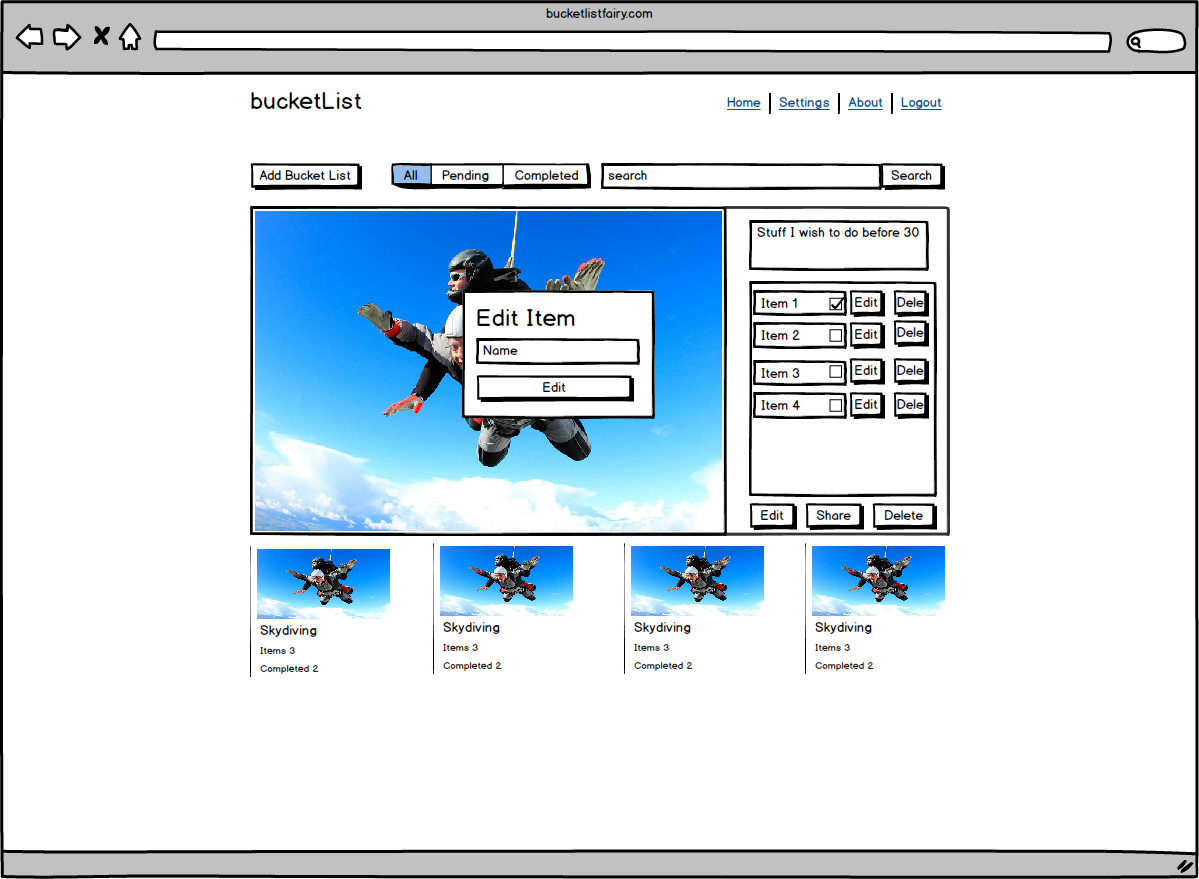 bucketlistfairy.com
bucketList
Home Settings About Logout
Add Bucket List All Pending Completed search Search
Stuff I wish to do before 30
Item 1 Edit Dele
Item 2 Edit Dele
Item 3 Edit Dele
Item 4 Edit Dele
Edit Item
Name
Edit
Edit Share Delete
Skydiving
Items 3
Completed 2
Skydiving
Items 3
Completed 2
Skydiving
Items 3
Completed 2
Skydiving
Items 3
Completed 2